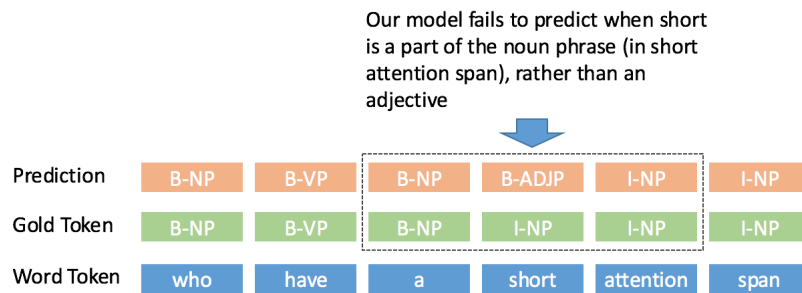 Our model fails to predict when short
is a part of the noun phrase (in short
attention span), rather than an
adjective
Prediction B-NP B-VP B-NP B-ADJP I-NP I-NP
Gold Token B-NP B-VP B-NP I-NP I-NP I-NP
Word Token who have a short attention span